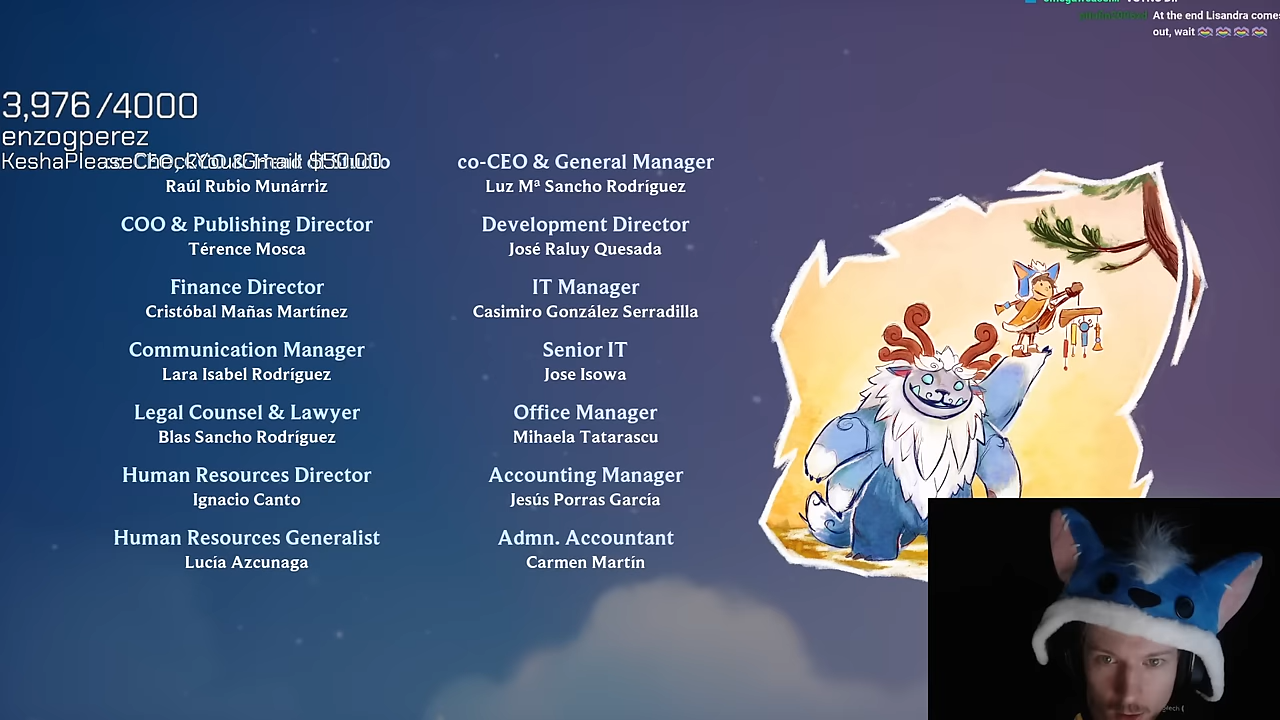 At the end Lisandra comes
out, wait
3,976/4000
enzogperez
co-CEO & General Manager
Raúl Rubio Munárriz
Luz Mª Sancho Rodríguez
COO & Publishing Director
Development Director
Térence Mosca
José Raluy Quesada
Finance Director
IT Manager
Cristóbal Mañas Martínez
Casimiro González Serradilla
Communication Manager
Senior IT
Lara Isabel Rodríguez
Jose Isowa
Legal Counsel & Lawyer
Office Manager
Blas Sancho Rodríguez
Mihaela Tatarascu
Human Resources Director
Accounting Manager
Ignacio Canto
Jesús Porras García
Human Resources Generalist
Admn. Accountant
Lucía Azcunaga
Carmen Martín